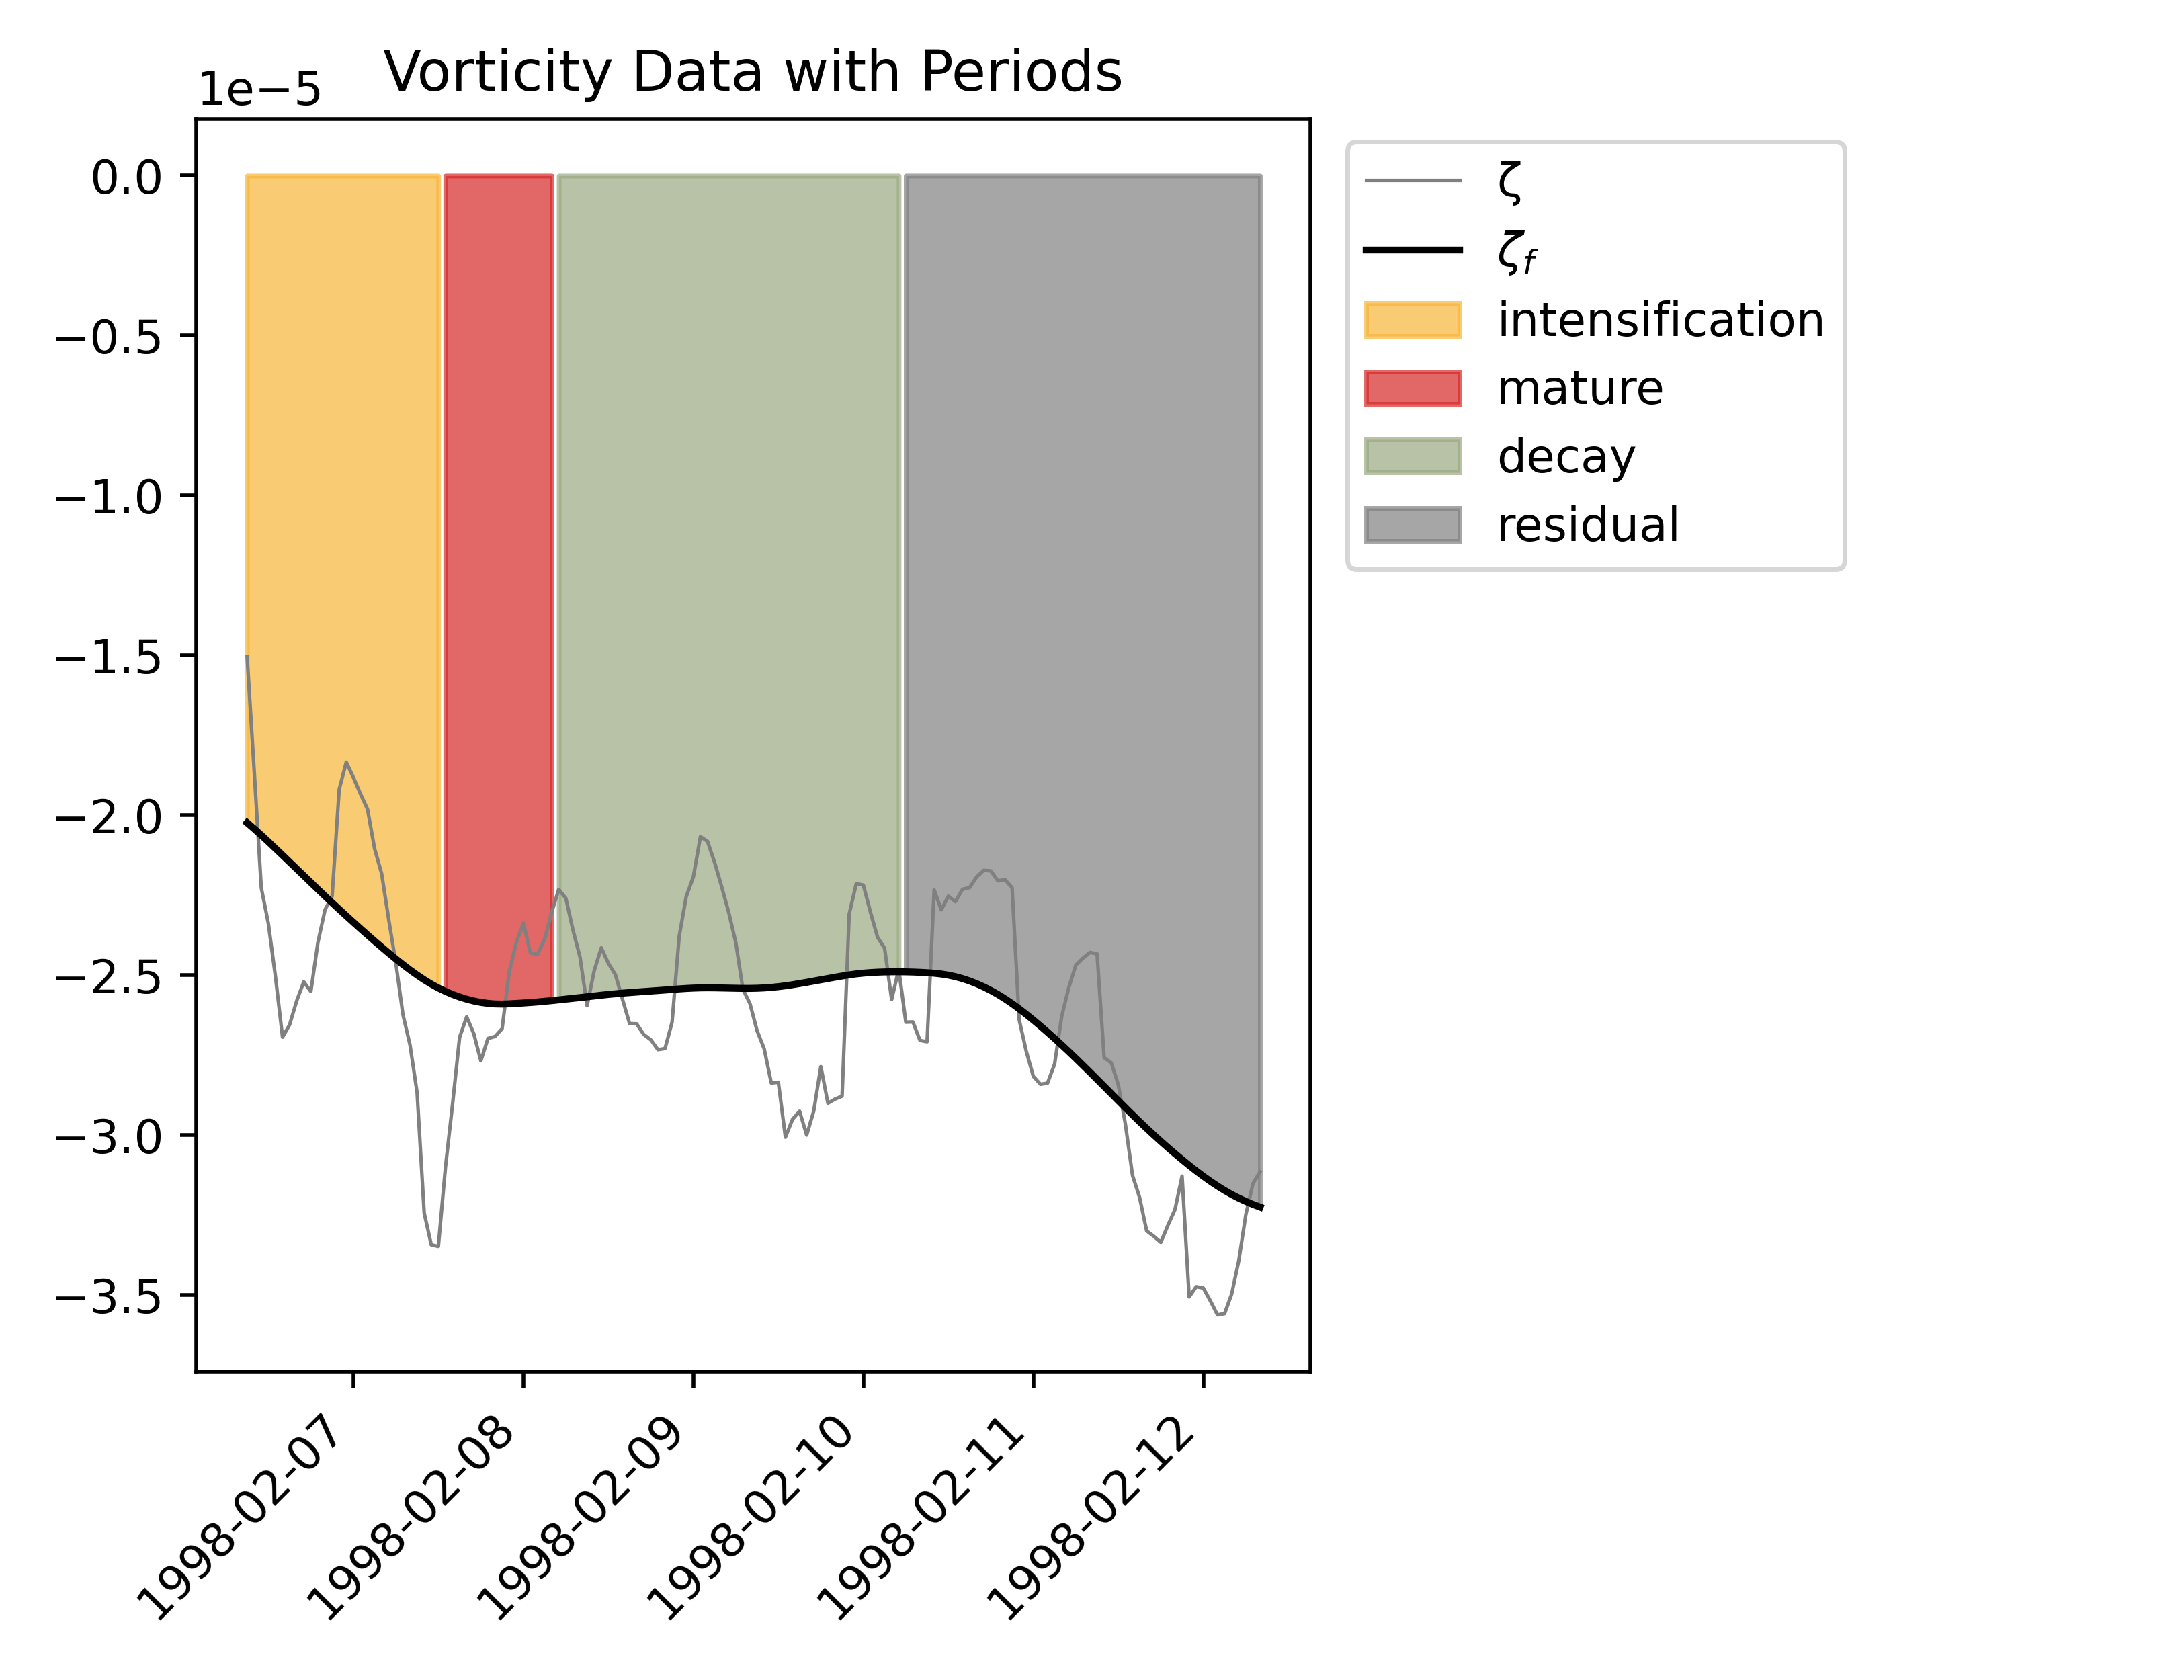 Vorticity Data with Periods
1e−5
0.0
−0.5
−1.0
−1.5
−2.0
−2.5
−3.0
−3.5
1998-02-07
1998-02-08
1998-02-09
1998-02-10
1998-02-11
1998-02-12
ζ
ζf
intensification
mature
decay
residual